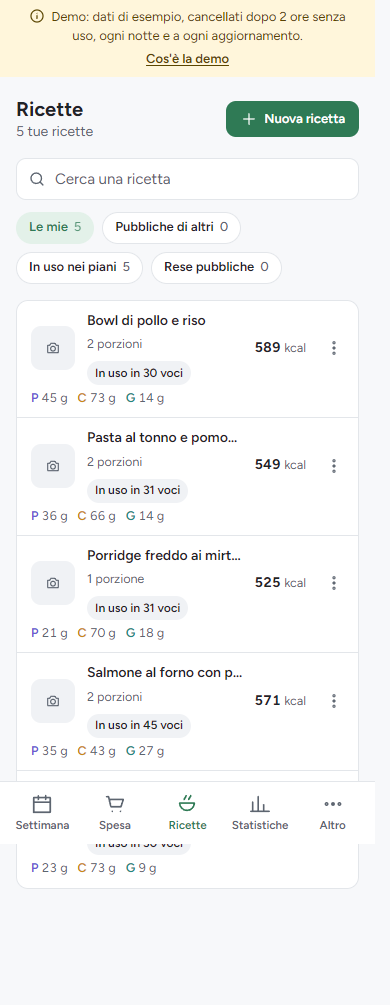 Demo: dati di esempio, cancellati dopo 2 ore senza
uso, ogni notte e a ogni aggiornamento.
Cos'è la demo
Ricette
5 tue ricette
Nuova ricetta
Cerca una ricetta
Le mie 5
Pubbliche di altri 0
In uso nei piani 5
Rese pubbliche 0
Bowl di pollo e riso
2 porzioni
589 kcal
In uso in 30 voci
P 45 g C 73 g G 14 g
Pasta al tonno e pomo...
2 porzioni
549 kcal
In uso in 31 voci
P 36 g C 66 g G 14 g
Porridge freddo ai mirt...
1 porzione
525 kcal
In uso in 31 voci
P 21 g C 70 g G 18 g
Salmone al forno con p...
2 porzioni
571 kcal
In uso in 45 voci
P 35 g C 43 g G 27 g
Settimana
Spesa
Ricette
Statistiche
Altro
P 23 g C 73 g G 9 g